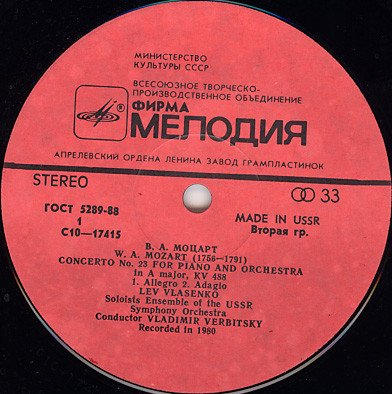 МИНИСТЕРСТВО
КУЛЬТУРЫ СССР
ВСЕСОЮЗНОЕ ТВОРЧЕСКО-
ПРОИЗВОДСТВЕННОЕ ОБЪЕДИНЕНИЕ
® ФИРМА
МЕЛОДИЯ
АПРЕЛЕВСКИЙ ОРДЕНА ЛЕНИНА ЗАВОД ГРАМПЛАСТИНОК
STEREO
33
ГОСТ 5289-88
1
С10—17415
MADE IN USSR
Вторая гр.
В. А. МОЦАРТ
W. A. MOZART (1756—1791)
CONCERTO No. 23 FOR PIANO AND ORCHESTRA
in A major, KV 488
1. Allegro 2. Adagio
LEV VLASENKO
Soloists Ensemble of the USSR
Symphony Orchestra
Conductor VLADIMIR VERBITSKY
Recorded in 1980